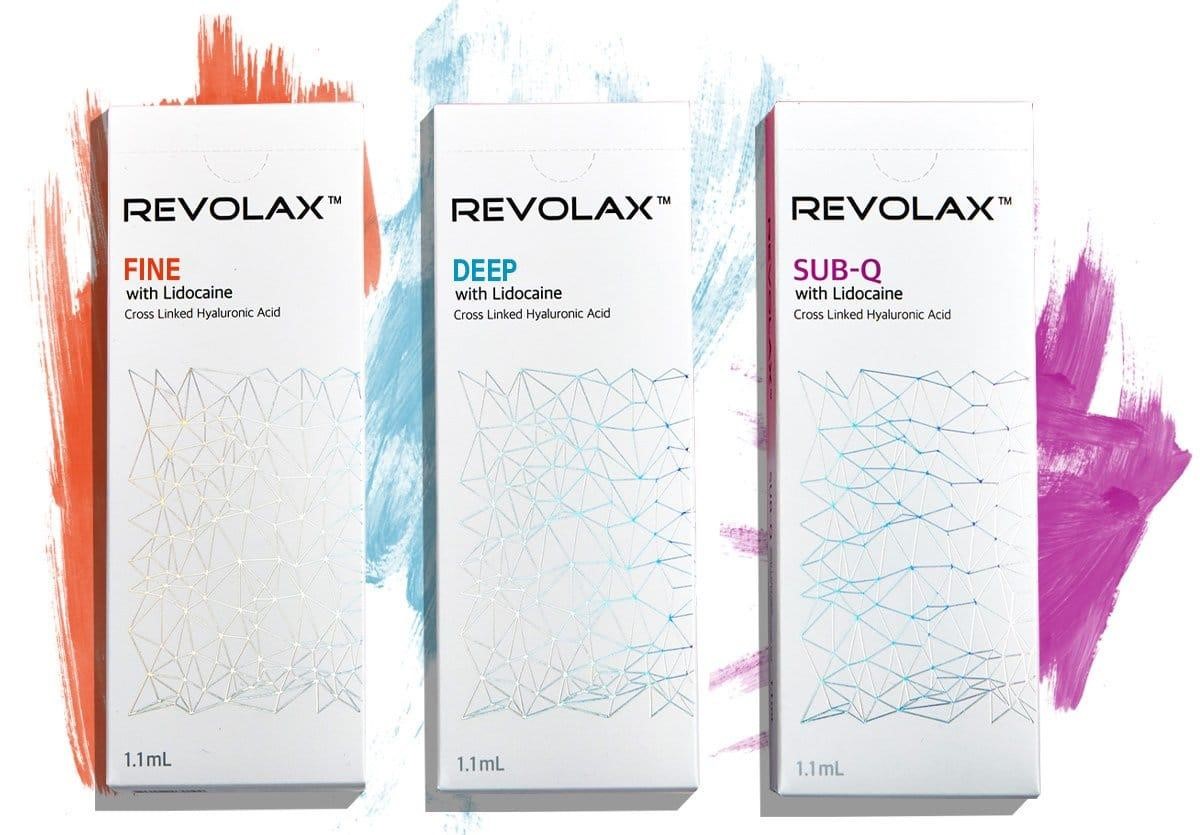 REVOLAX™
FINE
with Lidocaine
Cross Linked Hyaluronic Acid
1.1mL
REVOLAX™
DEEP
with Lidocaine
Cross Linked Hyaluronic Acid
1.1mL
REVOLAX™
SUB-Q
with Lidocaine
Cross Linked Hyaluronic Acid
1.1mL